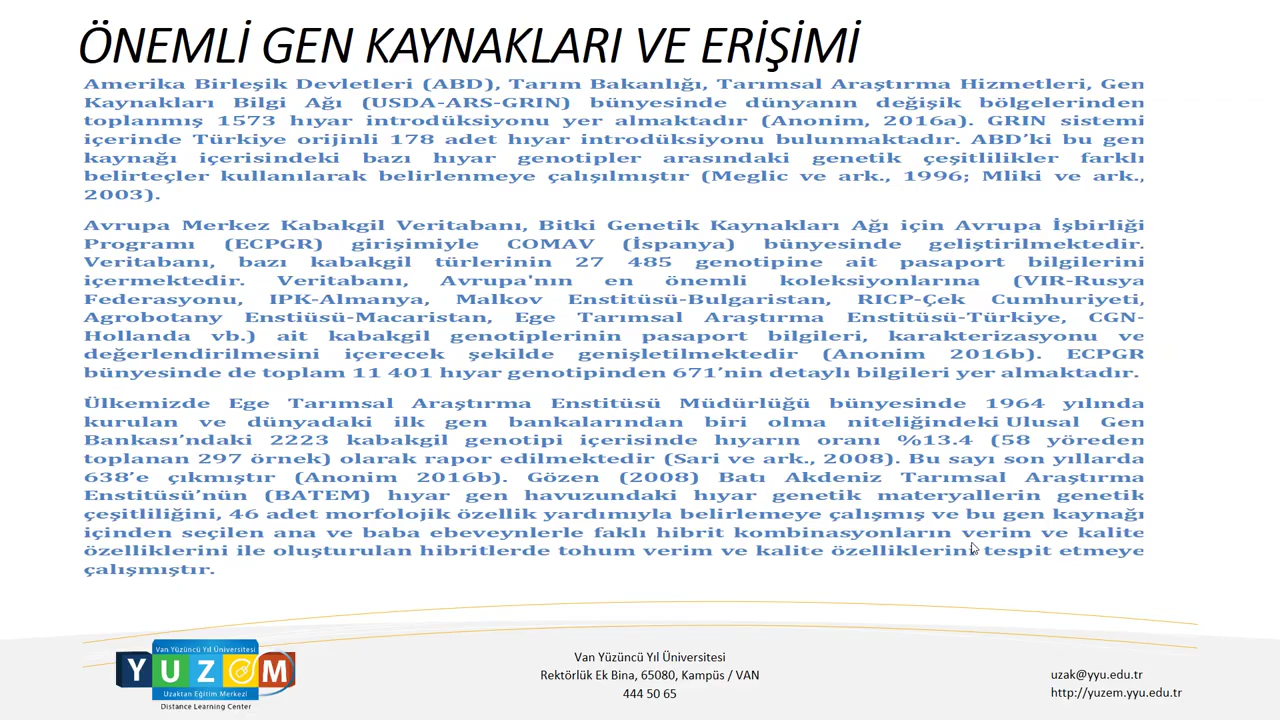 ÖNEMLİ GEN KAYNAKLARI VE ERİŞİMİ
Amerika Birleşik Devletleri (ABD), Tarım Bakanlığı, Tarımsal Araştırma Hizmetleri, Gen
Kaynakları Bilgi Ağı (USDA-ARS-GRIN) bünyesinde dünyanın değişik bölgelerinden
toplanmış 1573 hıyar introdüksiyonu yer almaktadır (Anonim, 2016a). GRIN sistemi
içerinde Türkiye orijinli 178 adet hıyar introdüksiyonu bulunmaktadır. ABD’ki bu gen
kaynağı içerisindeki bazı hıyar genotipler arasındaki genetik çeşitlilikler farklı
belirteçler kullanılarak belirlenmeye çalışılmıştır (Meglic ve ark., 1996; Mliki ve ark.,
2003).
Avrupa Merkez Kabakgil Veritabanı, Bitki Genetik Kaynakları Ağı için Avrupa İşbirliği
Programı (ECPGR) girişimiyle COMAV (İspanya) bünyesinde geliştirilmektedir.
Veritabanı, bazı kabakgil türlerinin 27 485 genotipine ait pasaport bilgilerini
içermektedir. Veritabanı, Avrupa'nın en önemli koleksiyonlarına (VIR-Rusya
Federasyonu, IPK-Almanya, Malkov Enstitüsü-Bulgaristan, RICP-Çek Cumhuriyeti,
Agrobotany Enstiüsü-Macaristan, Ege Tarımsal Araştırma Enstitüsü-Türkiye, CGN-
Hollanda vb.) ait kabakgil genotiplerinin pasaport bilgileri, karakterizasyonu ve
değerlendirilmesini içerecek şekilde genişletilmektedir (Anonim 2016b). ECPGR
bünyesinde de toplam 11 401 hıyar genotipinden 671’nin detaylı bilgileri yer almaktadır.
Ülkemizde Ege Tarımsal Araştırma Enstitüsü Müdürlüğü bünyesinde 1964 yılında
kurulan ve dünyadaki ilk gen bankalarından biri olma niteliğindeki Ulusal Gen
Bankası’ndaki 2223 kabakgil genotipi içerisinde hıyarın oranı %13.4 (58 yöreden
toplanan 297 örnek) olarak rapor edilmektedir (Sari ve ark., 2008). Bu sayı son yıllarda
638’e çıkmıştır (Anonim 2016b). Gözen (2008) Batı Akdeniz Tarımsal Araştırma
Enstitüsü’nün (BATEM) hıyar gen havuzundaki hıyar genetik materyallerin genetik
çeşitliliğini, 46 adet morfolojik özellik yardımıyla belirlemeye çalışmış ve bu gen kaynağı
içinden seçilen ana ve baba ebeveynlerle faklı hibrit kombinasyonların verim ve kalite
özelliklerini ile oluşturulan hibritlerde tohum verim ve kalite özelliklerini tespit etmeye
çalışmıştır.
Van Yüzüncü Yıl Üniversitesi
YUZEM
Uzaktan Eğitim Merkezi
Distance Learning Center
Van Yüzüncü Yıl Üniversitesi
Rektörlük Ek Bina, 65080, Kampüs / VAN
444 50 65
uzak@yyu.edu.tr
http://yuzem.yyu.edu.tr